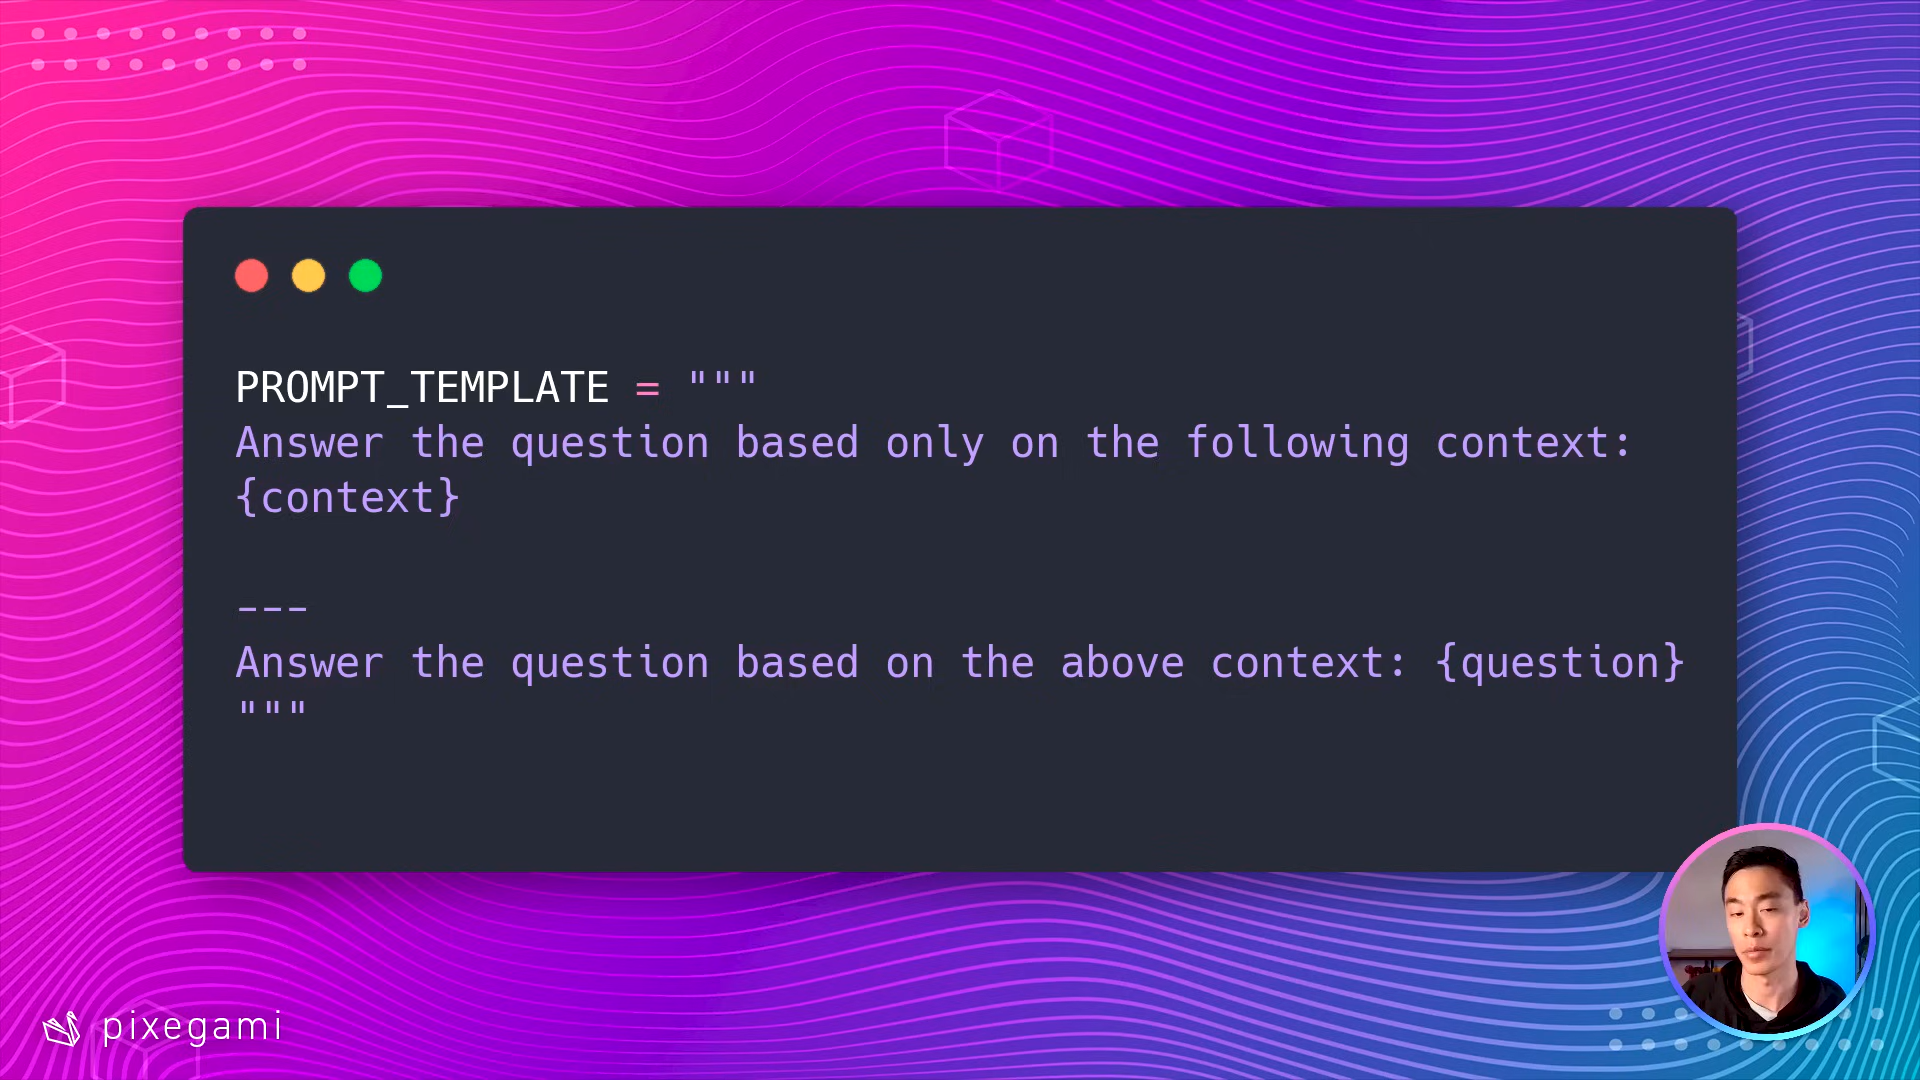 PROMPT_TEMPLATE = """
Answer the question based only on the following context:
{context}
---
Answer the question based on the above context: {question}
"""
pixegami